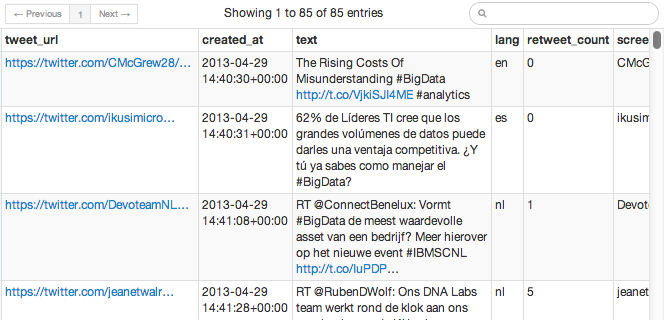 ← Previous 1 Next → Showing 1 to 85 of 85 entries
tweet_url created_at text lang retweet_count scree
https://twitter.com/CMcGrew28/… 2013-04-29 The Rising Costs Of en 0 CMcG
14:40:30+00:00 Misunderstanding #BigData
http://t.co/VjkiSJl4ME #analytics
https://twitter.com/ikusimicro… 2013-04-29 62% de Líderes TI cree que los es 0 ikusim
14:40:31+00:00 grandes volúmenes de datos puede
darles una ventaja competitiva. ¿Y
tú ya sabes como manejar el
#BigData?
https://twitter.com/DevoteamNL… 2013-04-29 RT @ConnectBenelux: Vormt nl 1 Devot
14:41:08+00:00 #BigData de meest waardevolle
asset van een bedrijf? Meer hierover
op het nieuwe event #IBMSCNL
http://t.co/IuPDP…
https://twitter.com/jeanetwalr… 2013-04-29 RT @RubenDWolf: Ons DNA Labs nl 5 jeanet
14:41:28+00:00 team werkt rond de klok aan ons